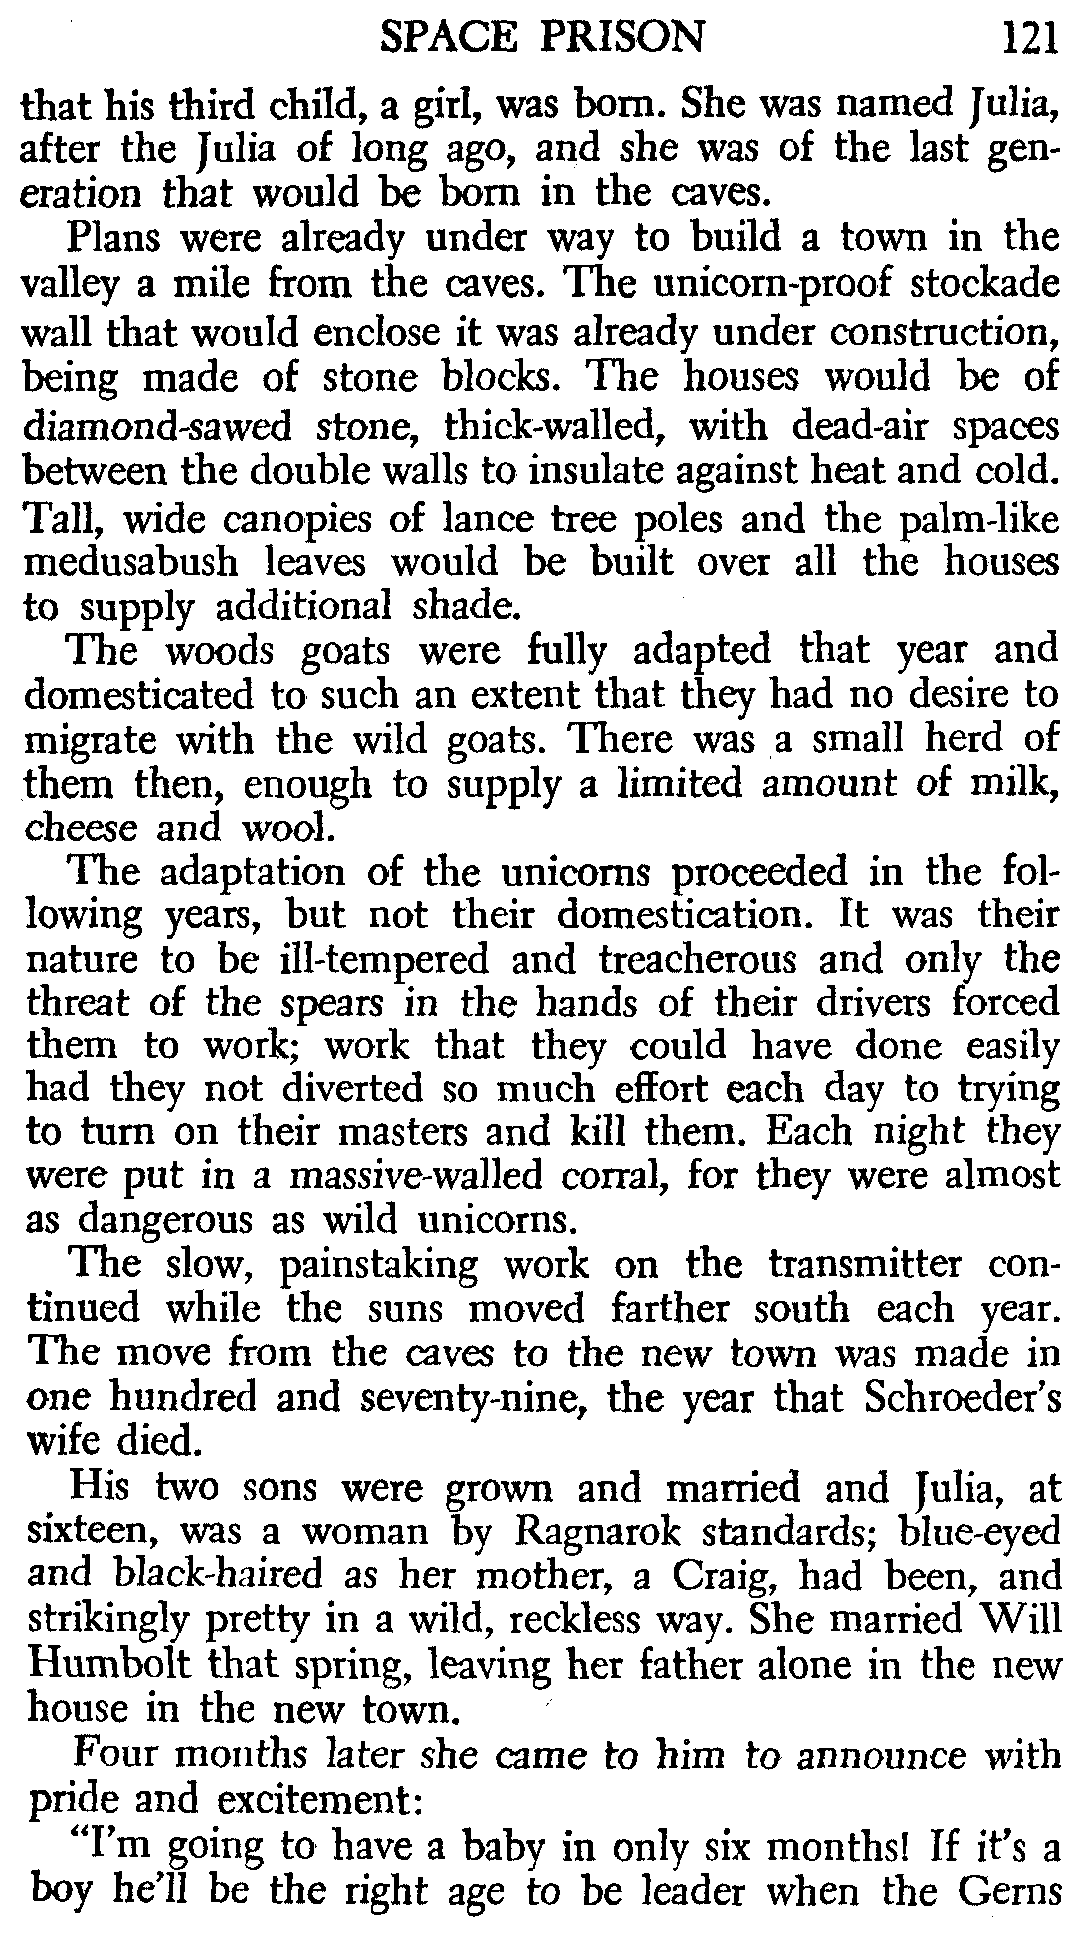 SPACE PRISON 121
that his third child, a girl, was born. She was named Julia,
after the Julia of long ago, and she was of the last gen-
eration that would be born in the caves.
Plans were already under way to build a town in the
valley a mile from the caves. The unicorn-proof stockade
wall that would enclose it was already under construction,
being made of stone blocks. The houses would be of
diamond-sawed stone, thick-walled, with dead-air spaces
between the double walls to insulate against heat and cold.
Tall, wide canopies of lance tree poles and the palm-like
medusabush leaves would be built over all the houses
to supply additional shade.
The woods goats were fully adapted that year and
domesticated to such an extent that they had no desire to
migrate with the wild goats. There was a small herd of
them then, enough to supply a limited amount of milk,
cheese and wool.
The adaptation of the unicorns proceeded in the fol-
lowing years, but not their domestication. It was their
nature to be ill-tempered and treacherous and only the
threat of the spears in the hands of their drivers forced
them to work; work that they could have done easily
had they not diverted so much effort each day to trying
to turn on their masters and kill them. Each night they
were put in a massive-walled corral, for they were almost
as dangerous as wild unicorns.
The slow, painstaking work on the transmitter con-
tinued while the suns moved farther south each year.
The move from the caves to the new town was made in
one hundred and seventy-nine, the year that Schroeder's
wife died.
His two sons were grown and married and Julia, at
sixteen, was a woman by Ragnarok standards; blue-eyed
and black-haired as her mother, a Craig, had been, and
strikingly pretty in a wild, reckless way. She married Will
Humbolt that spring, leaving her father alone in the new
house in the new town.
Four months later she came to him to announce with
pride and excitement:
"I'm going to have a baby in only six months! If it's a
boy he'll be the right age to be leader when the Gerns